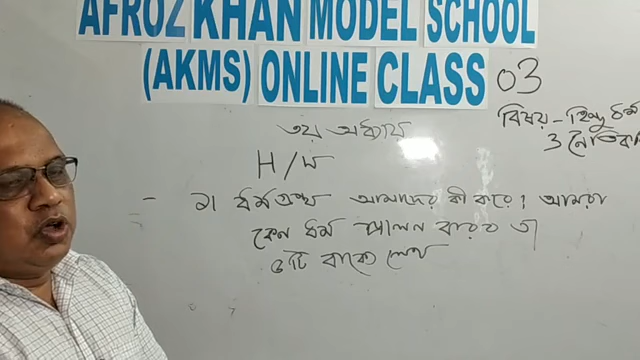 AFROZ KHAN MODEL SCHOOL
(AKMS) ONLINE CLASS 03
বিষয় - হিন্দু ধর্ম
ও নৈতিক
৩য় অধ্যায়
H/W
১। ধর্মগ্রন্থ আমাদের কী করে? আমরা
কেন ধর্ম পালন করব তা
৫টি বাক্যে লেখ